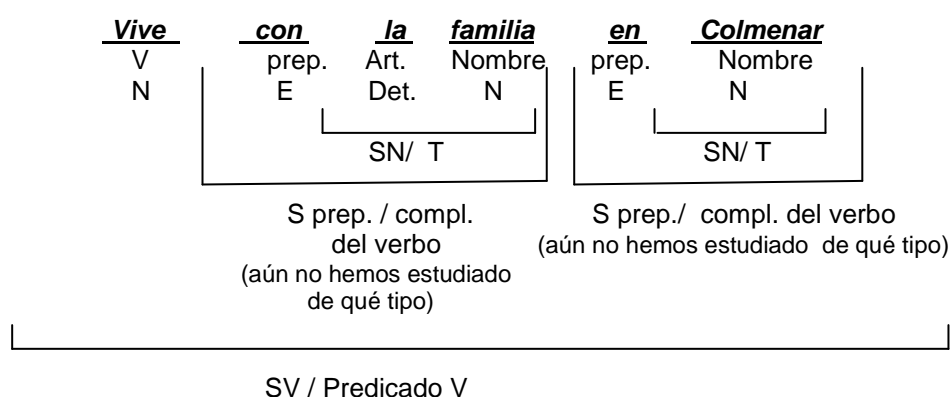 Vive con la familia en Colmenar
V prep. Art. Nombre prep. Nombre
N E Det. N E N
SN/ T SN/ T
S prep. / compl. S prep./ compl. del verbo
del verbo (aún no hemos estudiado de qué tipo)
(aún no hemos estudiado
de qué tipo)
SV / Predicado V